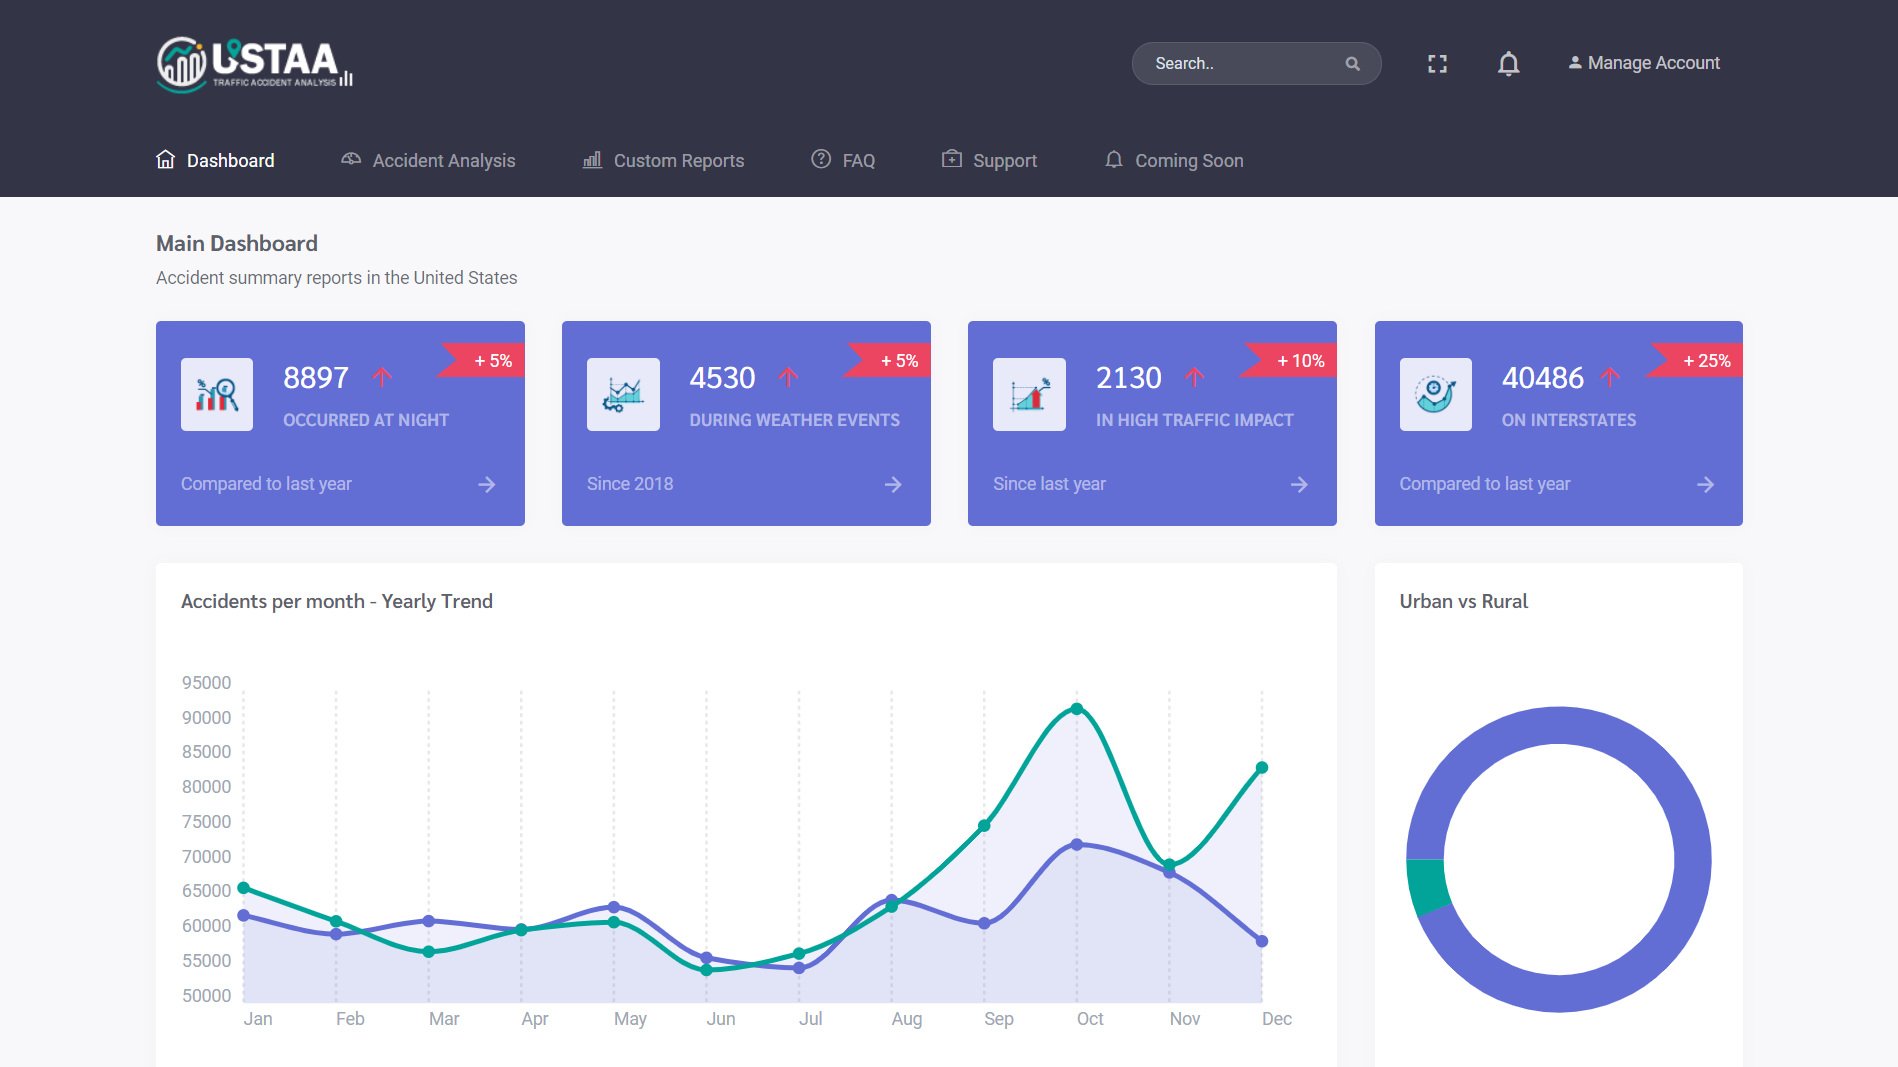 USTAA
TRAFFIC ACCIDENT ANALYSIS
Search..
Manage Account
Dashboard
Accident Analysis
Custom Reports
FAQ
Support
Coming Soon
Main Dashboard
Accident summary reports in the United States
8897
+ 5%
OCCURRED AT NIGHT
Compared to last year
4530
+ 5%
DURING WEATHER EVENTS
Since 2018
2130
+ 10%
IN HIGH TRAFFIC IMPACT
Since last year
40486
+ 25%
ON INTERSTATES
Compared to last year
Accidents per month - Yearly Trend
95000
90000
85000
80000
75000
70000
65000
60000
55000
50000
Jan Feb Mar Apr May Jun Jul Aug Sep Oct Nov Dec
Urban vs Rural